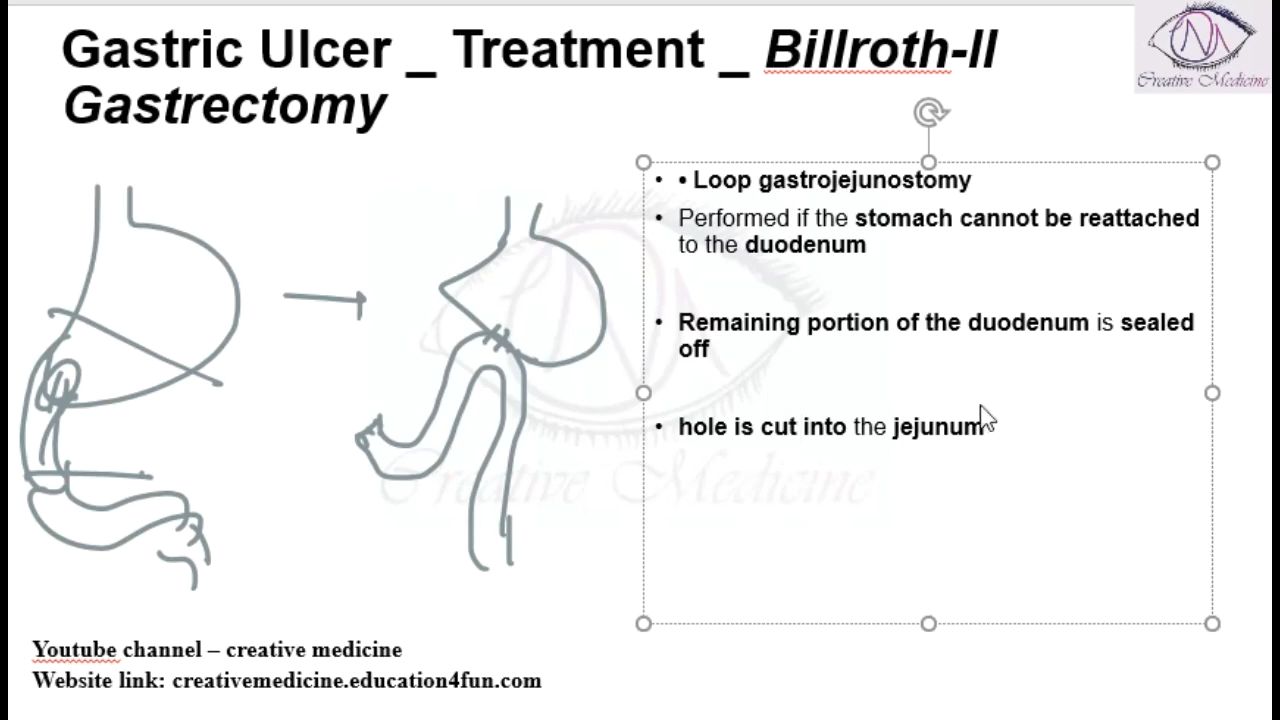 Gastric Ulcer _ Treatment _ Billroth-II
Gastrectomy
Creative Medicine
• • Loop gastrojejunostomy
• Performed if the stomach cannot be reattached
to the duodenum
• Remaining portion of the duodenum is sealed
off
• hole is cut into the jejunum
Creative Medicine
Youtube channel – creative medicine
Website link: creativemedicine.education4fun.com